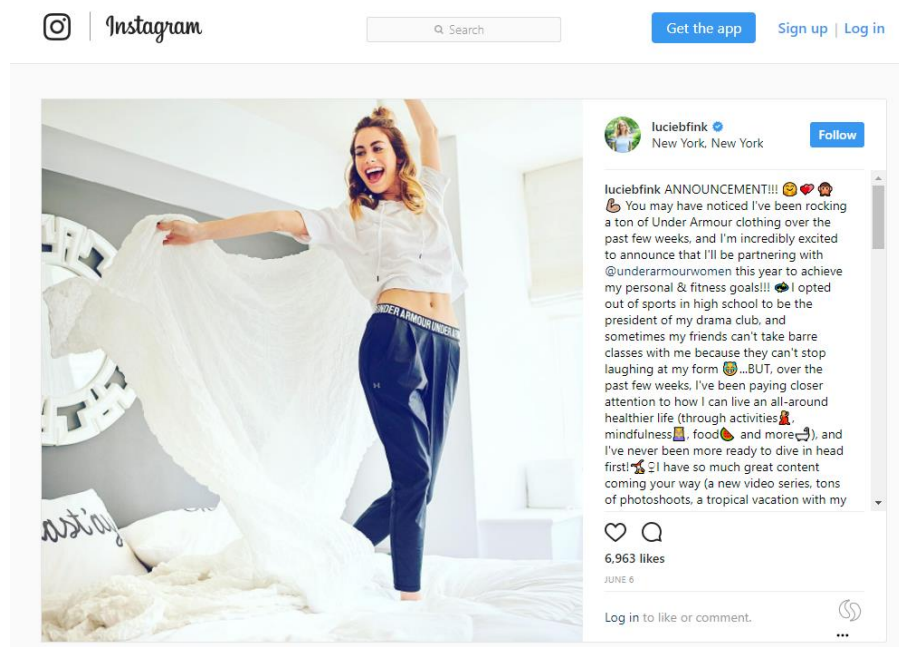 Instagram
Search
Get the app
Sign up | Log in
luciebfink
New York, New York
Follow
luciebfink ANNOUNCEMENT!!! 🤗💕🙊
💪🏼 You may have noticed I've been rocking
a ton of Under Armour clothing over the
past few weeks, and I'm incredibly excited
to announce that I'll be partnering with
@underarmourwomen this year to achieve
my personal & fitness goals!!! I opted
out of sports in high school to be the
president of my drama club, and
sometimes my friends can't take barre
classes with me because they can't stop
laughing at my form 😹...BUT, over the
past few weeks, I've been paying closer
attention to how I can live an all-around
healthier life (through activities💃,
mindfulness, food🍉 and more🛁), and
I've never been more ready to dive in head
first! I have so much great content
coming your way (a new video series, tons
of photoshoots, a tropical vacation with my
UNDER ARMOUR UNDER
6,963 likes
JUNE 6
Log in to like or comment.